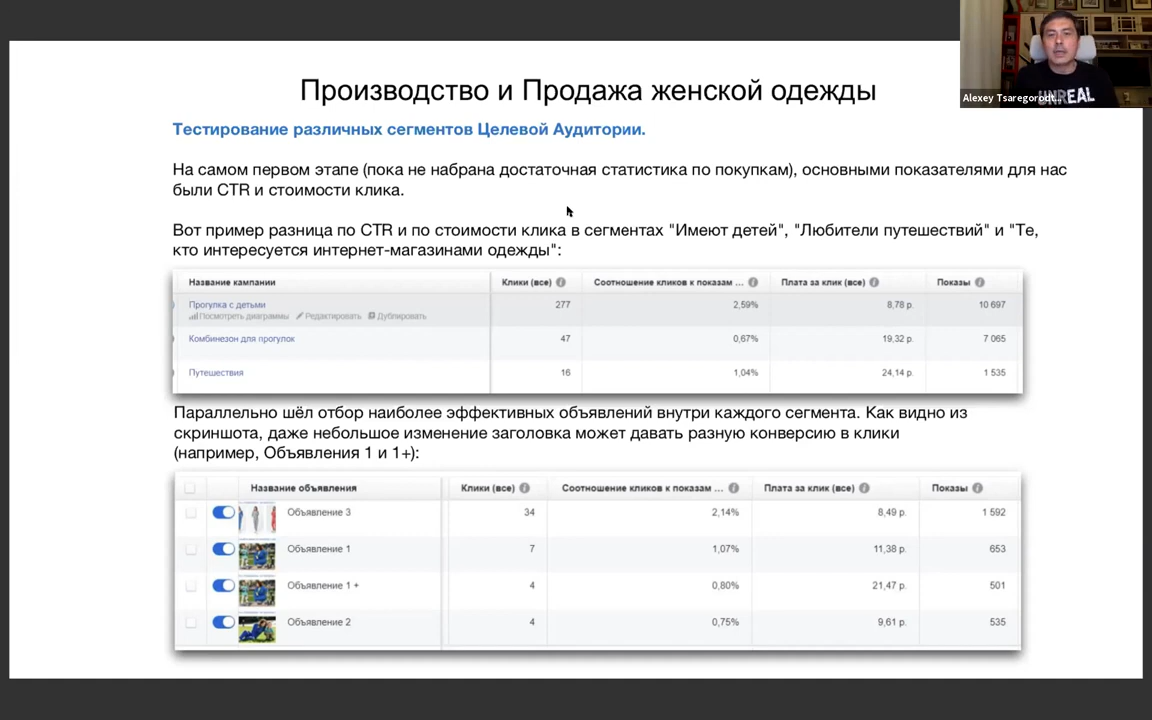 Производство и Продажа женской одежды
UNREAL
Alexey Tsaregorodt...
Тестирование различных сегментов Целевой Аудитории.
На самом первом этапе (пока не набрана достаточная статистика по покупкам), основными показателями для нас
были CTR и стоимости клика.
Вот пример разница по CTR и по стоимости клика в сегментах "Имеют детей", "Любители путешествий" и "Те,
кто интересуется интернет-магазинами одежды":
Название кампании Клики (все) Соотношение кликов к показам ... Плата за клик (все) Показы
Прогулка с детьми 277 2,59% 8,78 р. 10 697
Посмотреть диаграммы Редактировать Дублировать
Комбинезон для прогулок 47 0,67% 19,32 р. 7 065
Путешествия 16 1,04% 24,14 р. 1 535
Параллельно шёл отбор наиболее эффективных объявлений внутри каждого сегмента. Как видно из
скриншота, даже небольшое изменение заголовка может давать разную конверсию в клики
(например, Объявления 1 и 1+):
Название объявления Клики (все) Соотношение кликов к показам ... Плата за клик (все) Показы
Объявление 3 34 2,14% 8,49 р. 1 592
Объявление 1 7 1,07% 11,38 р. 653
Объявление 1 + 4 0,80% 21,47 р. 501
Объявление 2 4 0,75% 9,61 р. 535